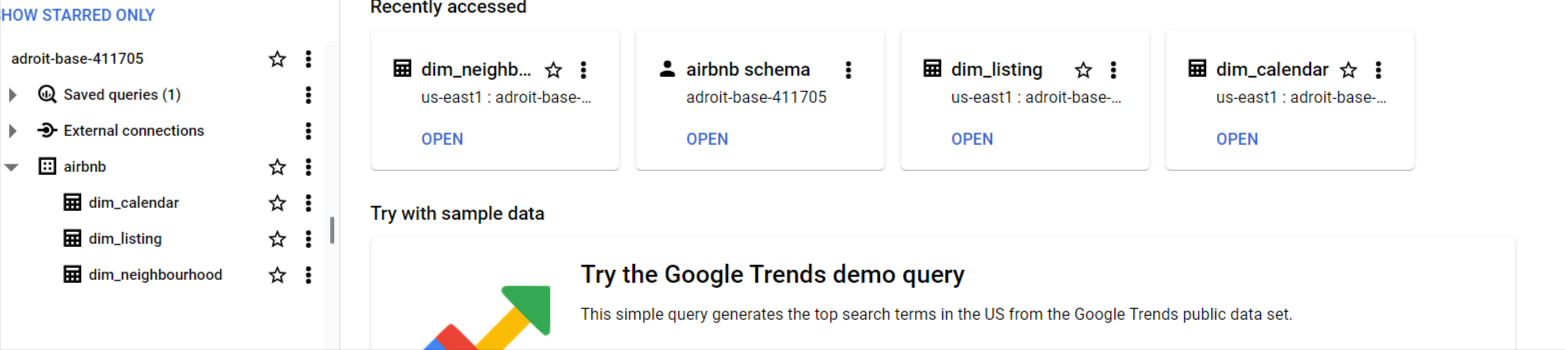 HOW STARRED ONLY
adroit-base-411705
Saved queries (1)
External connections
airbnb
dim_calendar
dim_listing
dim_neighbourhood
Recently accessed
dim_neighb...
us-east1 : adroit-base-...
OPEN
airbnb schema
adroit-base-411705
OPEN
dim_listing
us-east1 : adroit-base-...
OPEN
dim_calendar
us-east1 : adroit-base-...
OPEN
Try with sample data
Try the Google Trends demo query
This simple query generates the top search terms in the US from the Google Trends public data set.